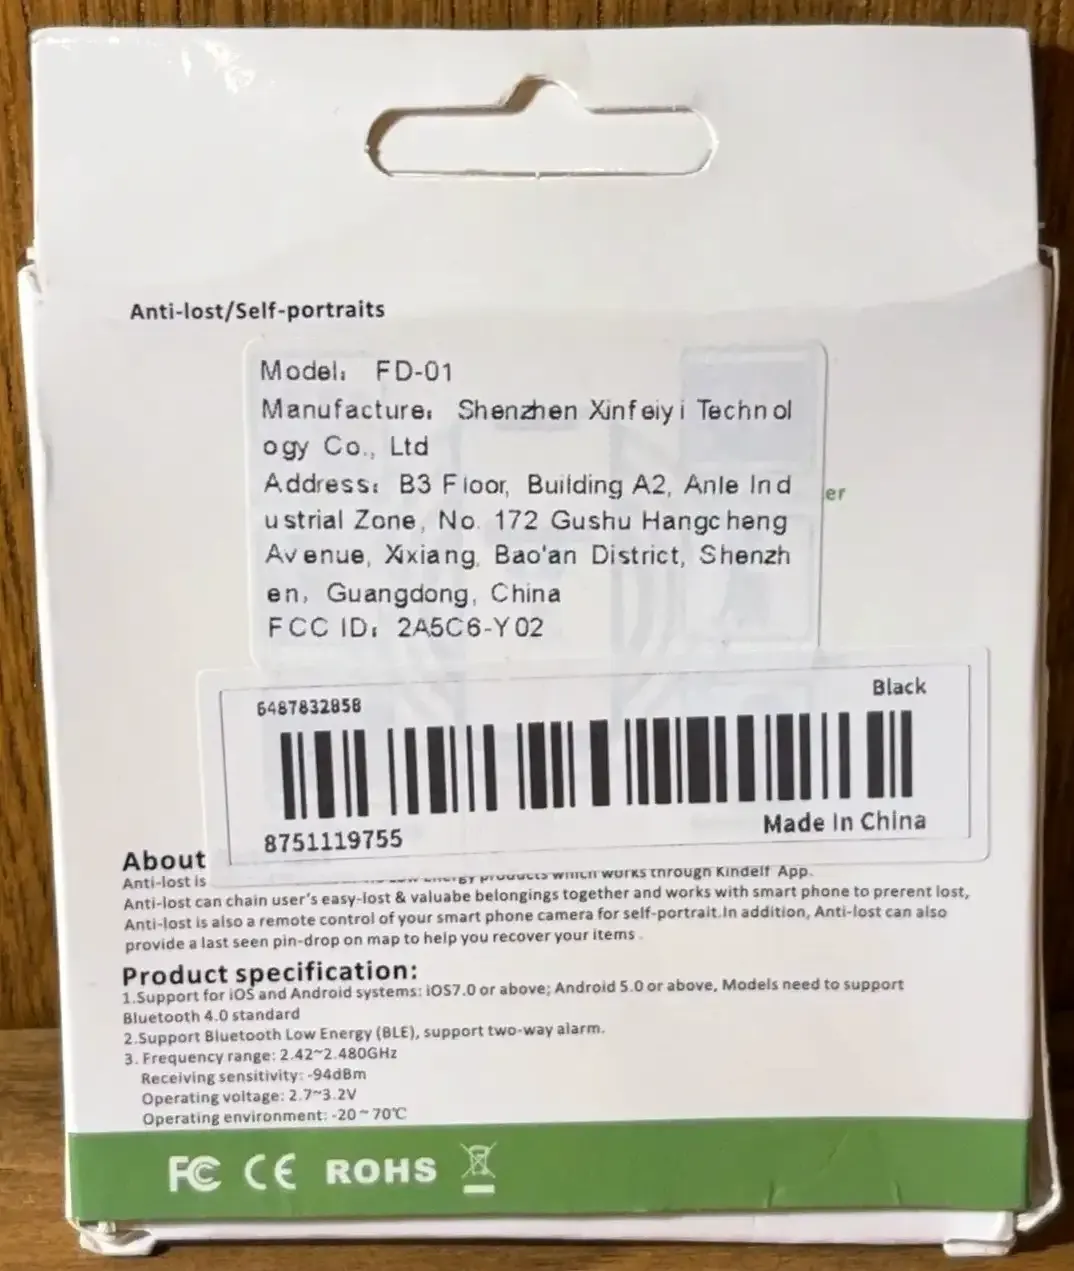 Anti-lost/Self-portraits
Model: FD-01
Manufacture: Shenzhen Xinfeiyi Technol
ogy Co., Ltd
Address: B3 Floor, Building A2, Anle Ind
ustrial Zone, No. 172 Gushu Hangcheng
Avenue, Xixiang, Bao'an District, Shenzh
en, Guangdong, China
FCC ID: 2A5C6-Y02
er
6487832858
Black
8751119755
Made In China
About
Anti-lost is Energy products which works through Kindelf App.
Anti-lost can chain user's easy-lost & valuabe belongings together and works with smart phone to prerent lost,
Anti-lost is also a remote control of your smart phone camera for self-portrait.In addition, Anti-lost can also
provide a last seen pin-drop on map to help you recover your items .
Product specification:
1.Support for iOS and Android systems: iOS7.0 or above; Android 5.0 or above, Models need to support
Bluetooth 4.0 standard
2.Support Bluetooth Low Energy (BLE), support two-way alarm.
3. Frequency range: 2.42~2.480GHz
Receiving sensitivity: -94dBm
Operating voltage: 2.7~3.2V
Operating environment: -20~70℃
FC CE ROHS